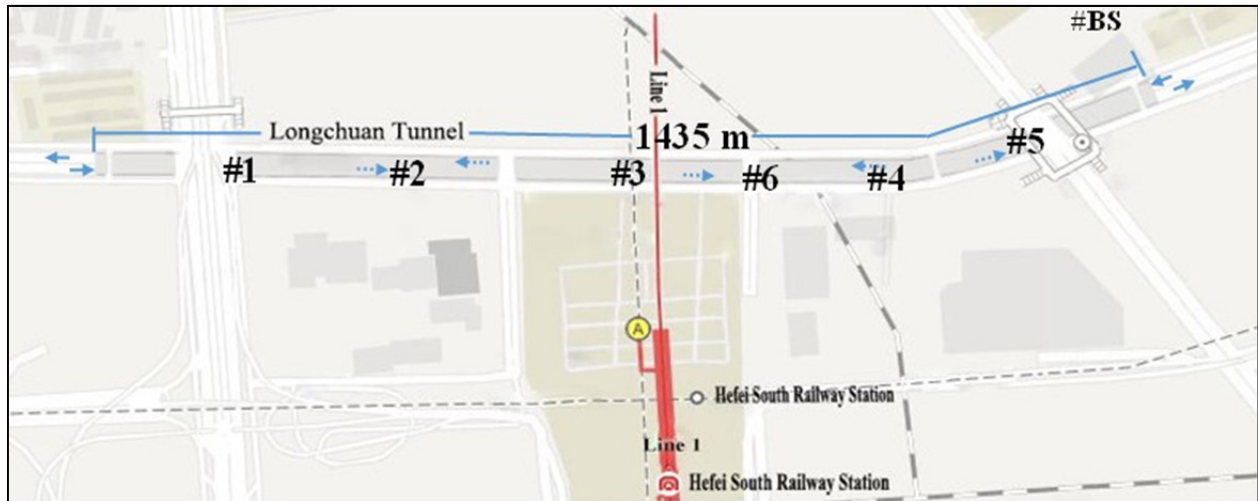 #BS
Line 1
Longchuan Tunnel
1435 m
#1
#2
#3
#6
#4
#5
A
Hefei South Railway Station
Line 1
Hefei South Railway Station